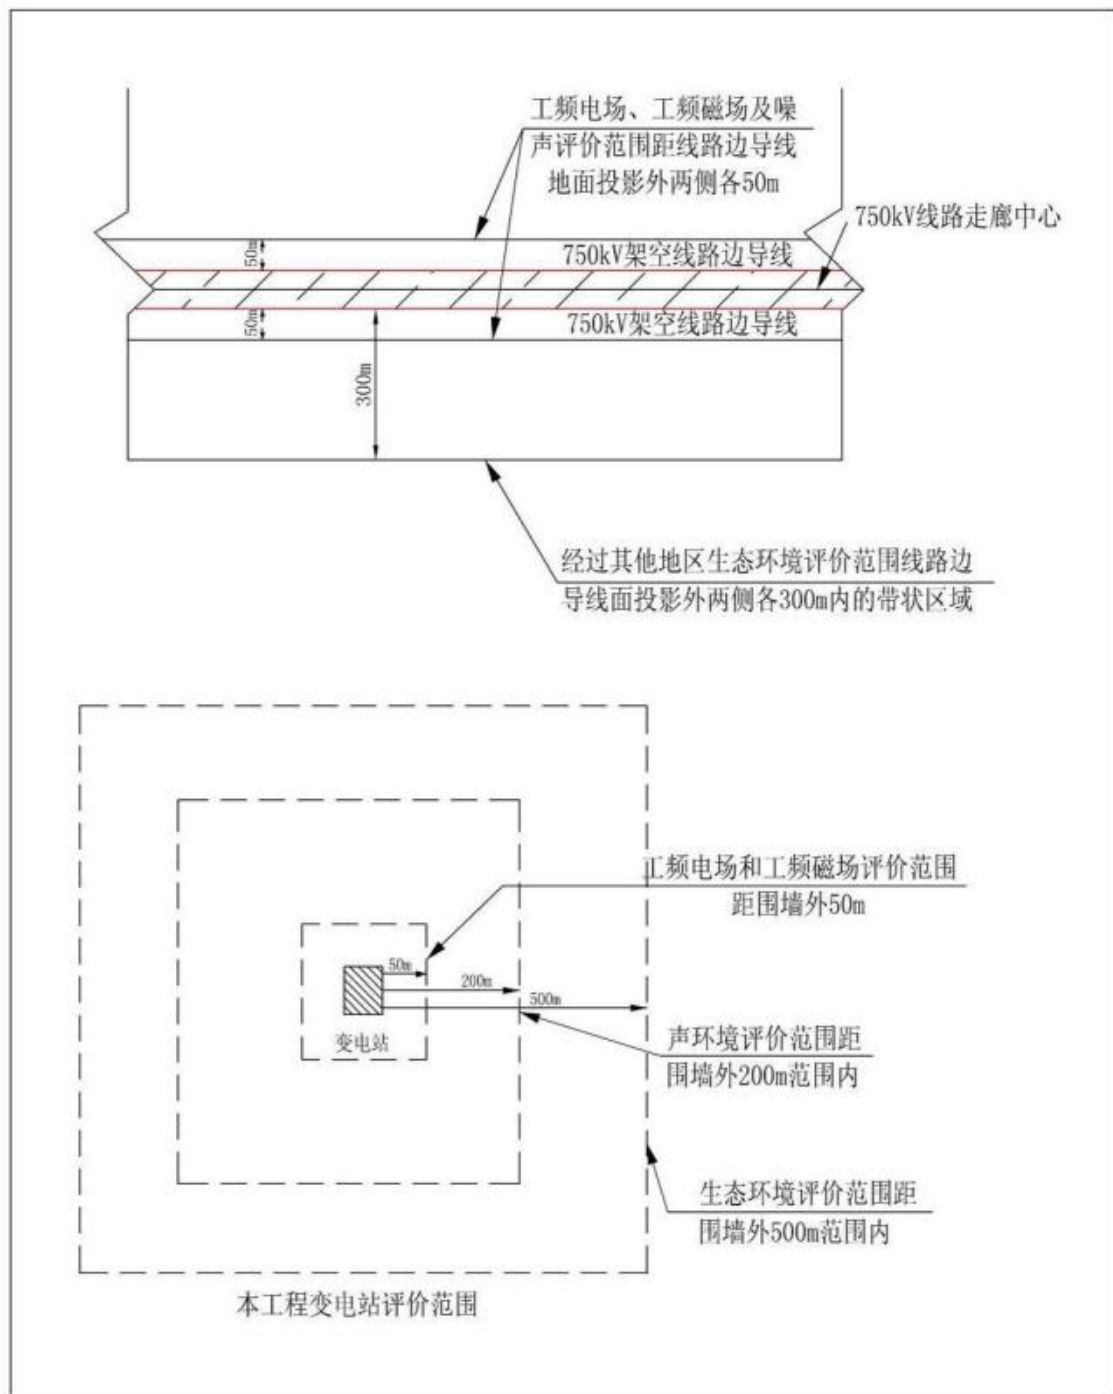 工频电场、工频磁场及噪
声评价范围距线路边导线
地面投影外两侧各50m
750kV线路走廊中心
50m
750kV架空线路边导线
50m
750kV架空线路边导线
300m
经过其他地区生态环境评价范围线路边
导线面投影外两侧各300m内的带状区域
工频电场和工频磁场评价范围
距围墙外50m
50m
200m
500m
变电站
声环境评价范围距
围墙外200m范围内
生态环境评价范围距
围墙外500m范围内
本工程变电站评价范围